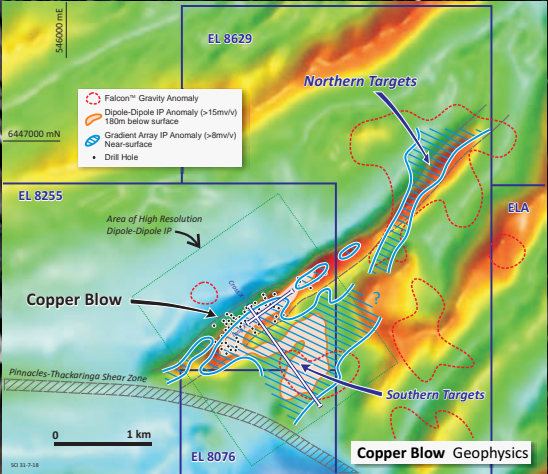 546000 mE
EL 8629
Northern Targets
Falcon™ Gravity Anomaly
Dipole-Dipole IP Anomaly (>15mv/v)
180m below surface
Gradient Array IP Anomaly (>8mv/v)
Near-surface
Drill Hole
6447000 mN
EL 8255
ELA
Area of High Resolution
Dipole-Dipole IP
Copper Blow
?
Pinnacles-Thackaringa Shear Zone
Southern Targets
0 1 km
EL 8076
SCI 31-7-18
Copper Blow Geophysics